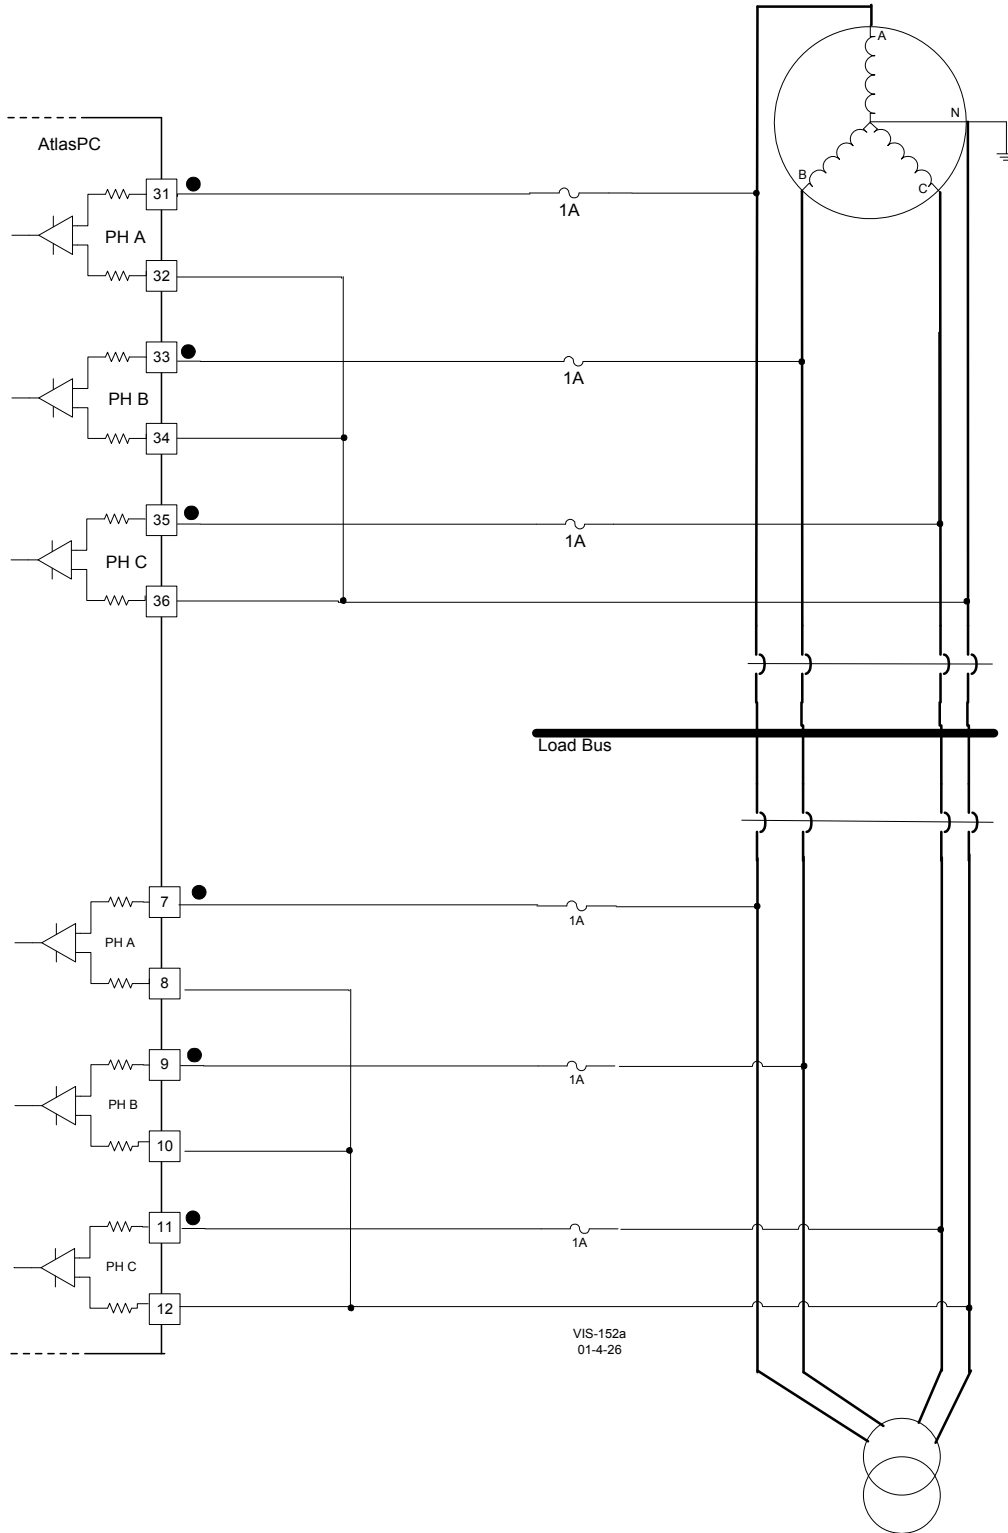 A
N
AtlasPC
B
C
31
1A
PH A
32
33
1A
PH B
34
35
1A
PH C
36
Load Bus
7
1A
PH A
8
9
1A
PH B
10
11
1A
PH C
12
VIS-152a
01-4-26